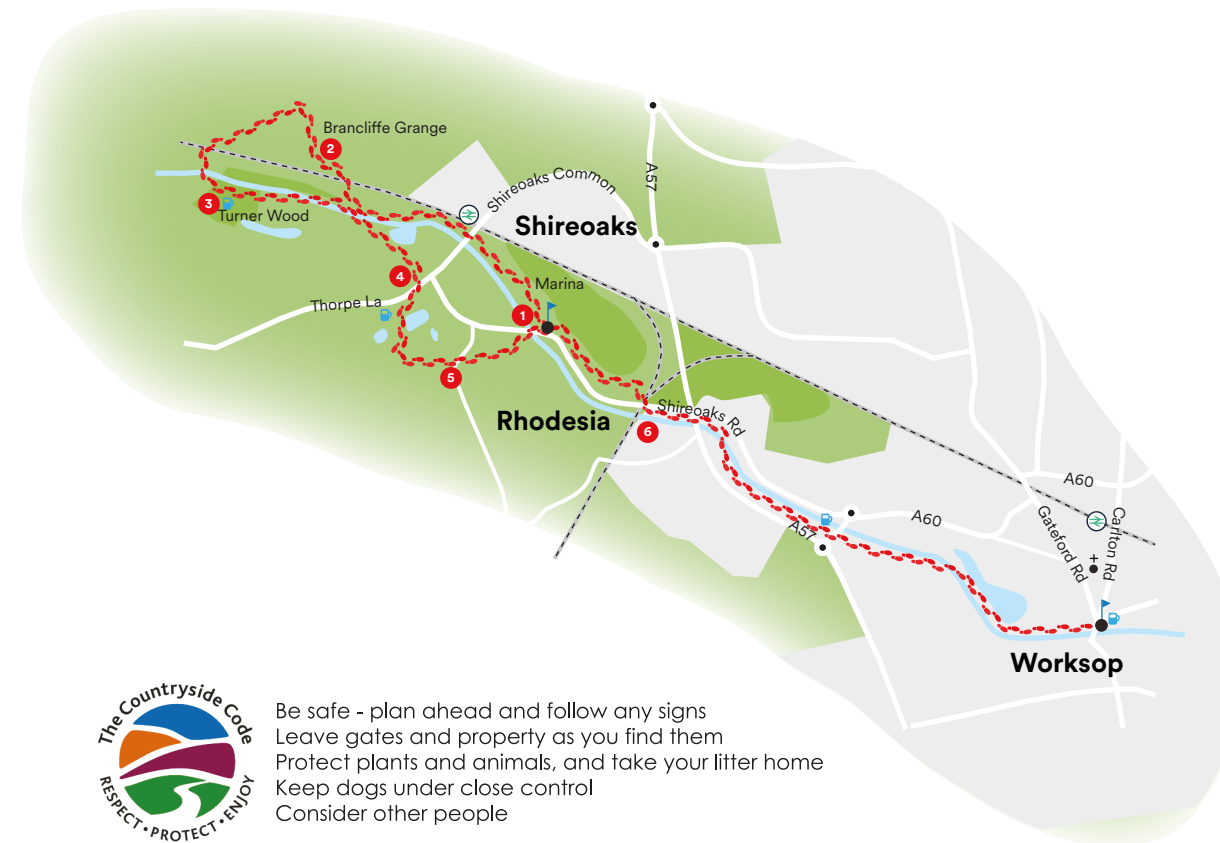 Brancliffe Grange
2
A57
Shireoaks Common
3
Turner Wood
Shireoaks
4
Marina
Thorpe La
1
5
Rhodesia
Shireoaks Rd
6
A60
A60
Gateford Rd
Carlton Rd
A57
Worksop
The Countryside Code
RESPECT • PROTECT • ENJOY
Be safe - plan ahead and follow any signs
Leave gates and property as you find them
Protect plants and animals, and take your litter home
Keep dogs under close control
Consider other people